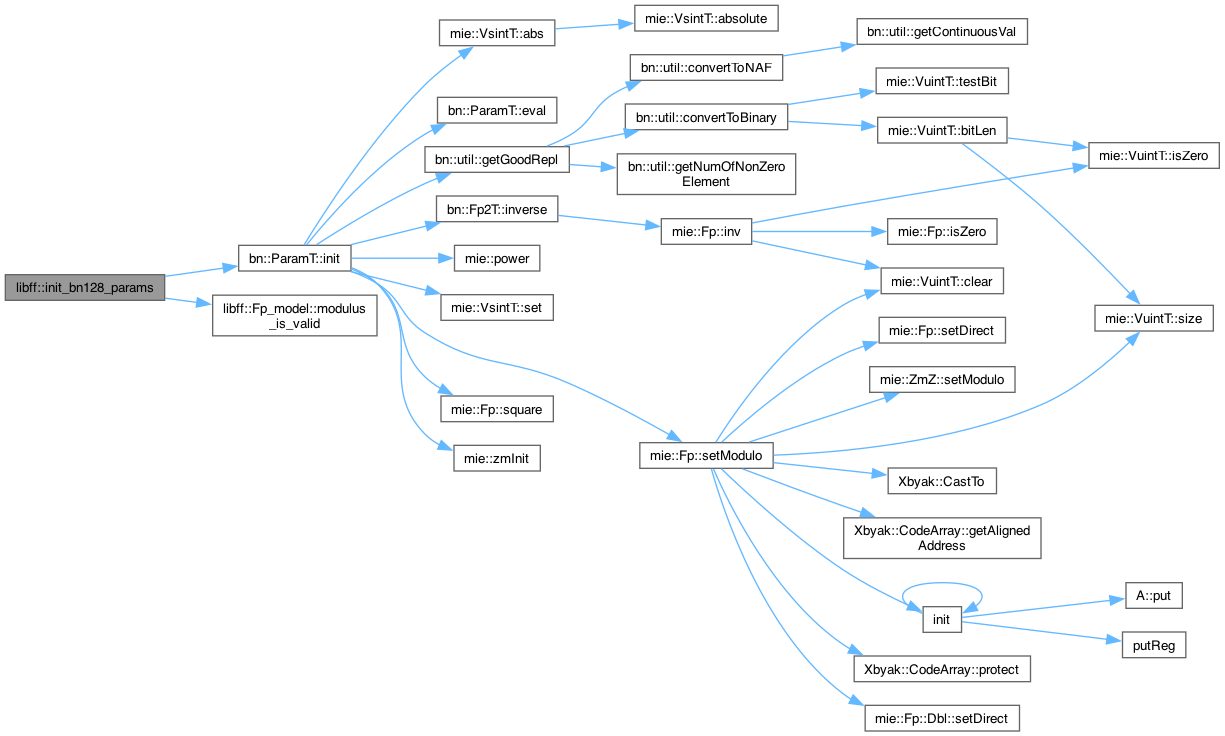 libff::init_bn128_params
bn::ParamT::init
libff::Fp_model::modulus
_is_valid
mie::VsintT::abs
bn::ParamT::eval
bn::util::getGoodRepl
bn::Fp2T::inverse
mie::power
mie::VsintT::set
mie::Fp::square
mie::zmInit
mie::VsintT::absolute
bn::util::convertToNAF
bn::util::convertToBinary
bn::util::getNumOfNonZero
Element
mie::Fp::inv
mie::Fp::setModulo
bn::util::getContinuousVal
mie::VuintT::testBit
mie::VuintT::bitLen
mie::Fp::isZero
mie::VuintT::clear
mie::Fp::setDirect
mie::ZmZ::setModulo
Xbyak::CastTo
Xbyak::CodeArray::getAligned
Address
init
Xbyak::CodeArray::protect
mie::Fp::Dbl::setDirect
mie::VuintT::isZero
mie::VuintT::size
A::put
putReg